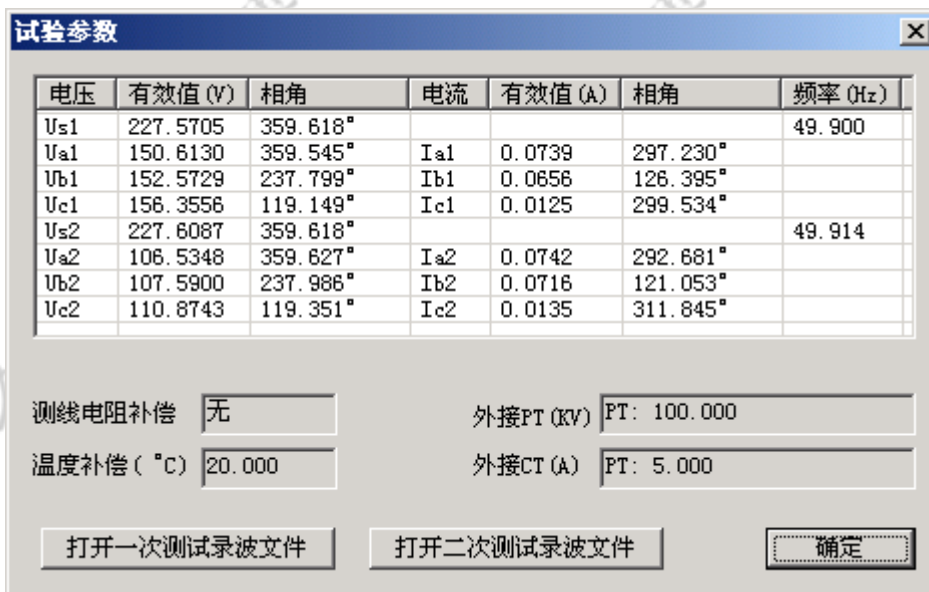 试验参数
电压 有效值(V) 相角 电流 有效值(A) 相角 频率(Hz)
Us1 227.5705 359.618° 49.900
Ua1 150.6130 359.545° Ia1 0.0739 297.230°
Ub1 152.5729 237.799° Ib1 0.0656 126.395°
Uc1 156.3556 119.149° Ic1 0.0125 299.534°
Us2 227.6087 359.618° 49.914
Ua2 106.5348 359.627° Ia2 0.0742 292.681°
Ub2 107.5900 237.986° Ib2 0.0716 121.053°
Uc2 110.8743 119.351° Ic2 0.0135 311.845°
测线电阻补偿 无 外接PT(KV) PT: 100.000
温度补偿( °C) 20.000 外接CT(A) PT: 5.000
打开一次测试录波文件 打开二次测试录波文件 确定